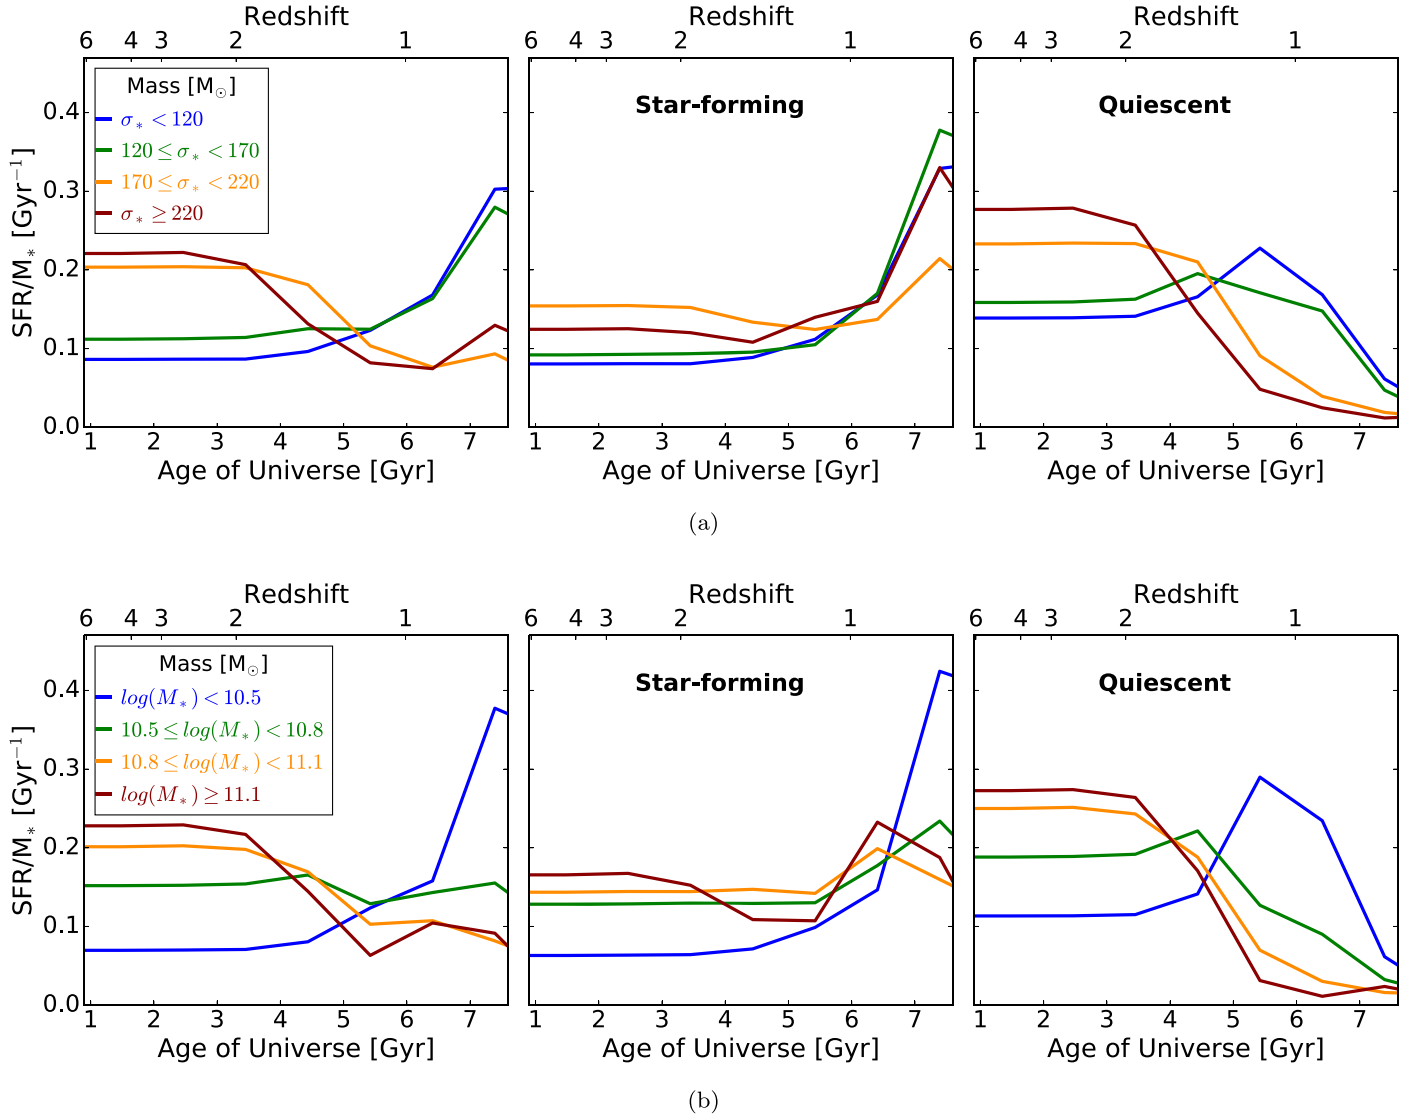 Redshift Redshift Redshift
6 4 3 2 1 6 4 3 2 1 6 4 3 2 1
Mass [M⊙]
σ* < 120
120 ≤ σ* < 170
170 ≤ σ* < 220
σ* ≥ 220
Star-forming
Quiescent
SFR/M* [Gyr⁻¹]
0.4
0.3
0.2
0.1
0.0
1 2 3 4 5 6 7 1 2 3 4 5 6 7 1 2 3 4 5 6 7
Age of Universe [Gyr] Age of Universe [Gyr] Age of Universe [Gyr]
(a)
Redshift Redshift Redshift
6 4 3 2 1 6 4 3 2 1 6 4 3 2 1
Mass [M⊙]
log(M*) < 10.5
10.5 ≤ log(M*) < 10.8
10.8 ≤ log(M*) < 11.1
log(M*) ≥ 11.1
Star-forming
Quiescent
SFR/M* [Gyr⁻¹]
0.4
0.3
0.2
0.1
0.0
1 2 3 4 5 6 7 1 2 3 4 5 6 7 1 2 3 4 5 6 7
Age of Universe [Gyr] Age of Universe [Gyr] Age of Universe [Gyr]
(b)